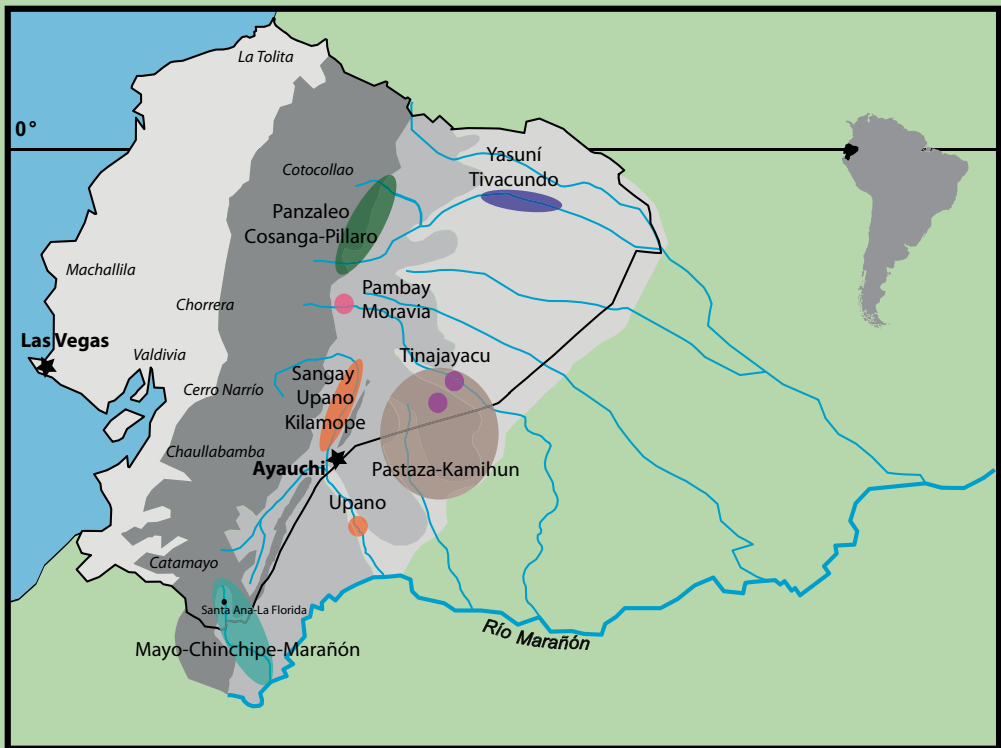 La Tolita
0°
Cotocollao
Yasuní
Tivacundo
Panzaleo
Cosanga-Pillaro
Machallila
Chorrera
Pambay
Moravia
Las Vegas
Valdivia
Tinajayacu
Cerro Narrío
Sangay
Upano
Kilamope
Chaullabamba
Ayauchi
Pastaza-Kamihun
Upano
Catamayo
Santa Ana-La Florida
Río Marañón
Mayo-Chinchipe-Marañón